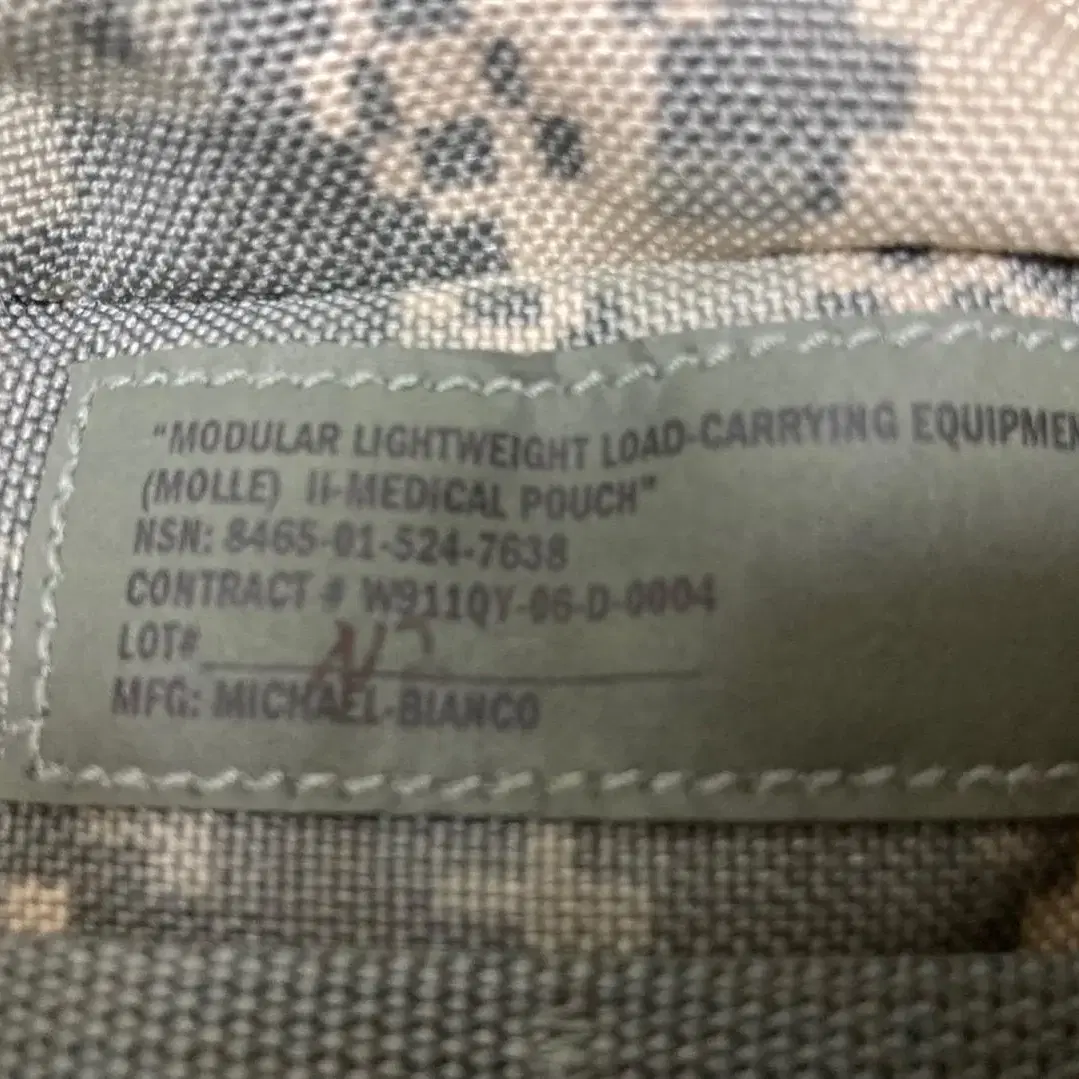 "MODULAR LIGHTWEIGHT LOAD-CARRYING EQUIPMEN
(MOLLE) II-MEDICAL POUCH"
NSN: 8465-01-524-7638
CONTRACT # W911QY-06-D-0004
LOT#
MFG: MICHAEL-BIANCO